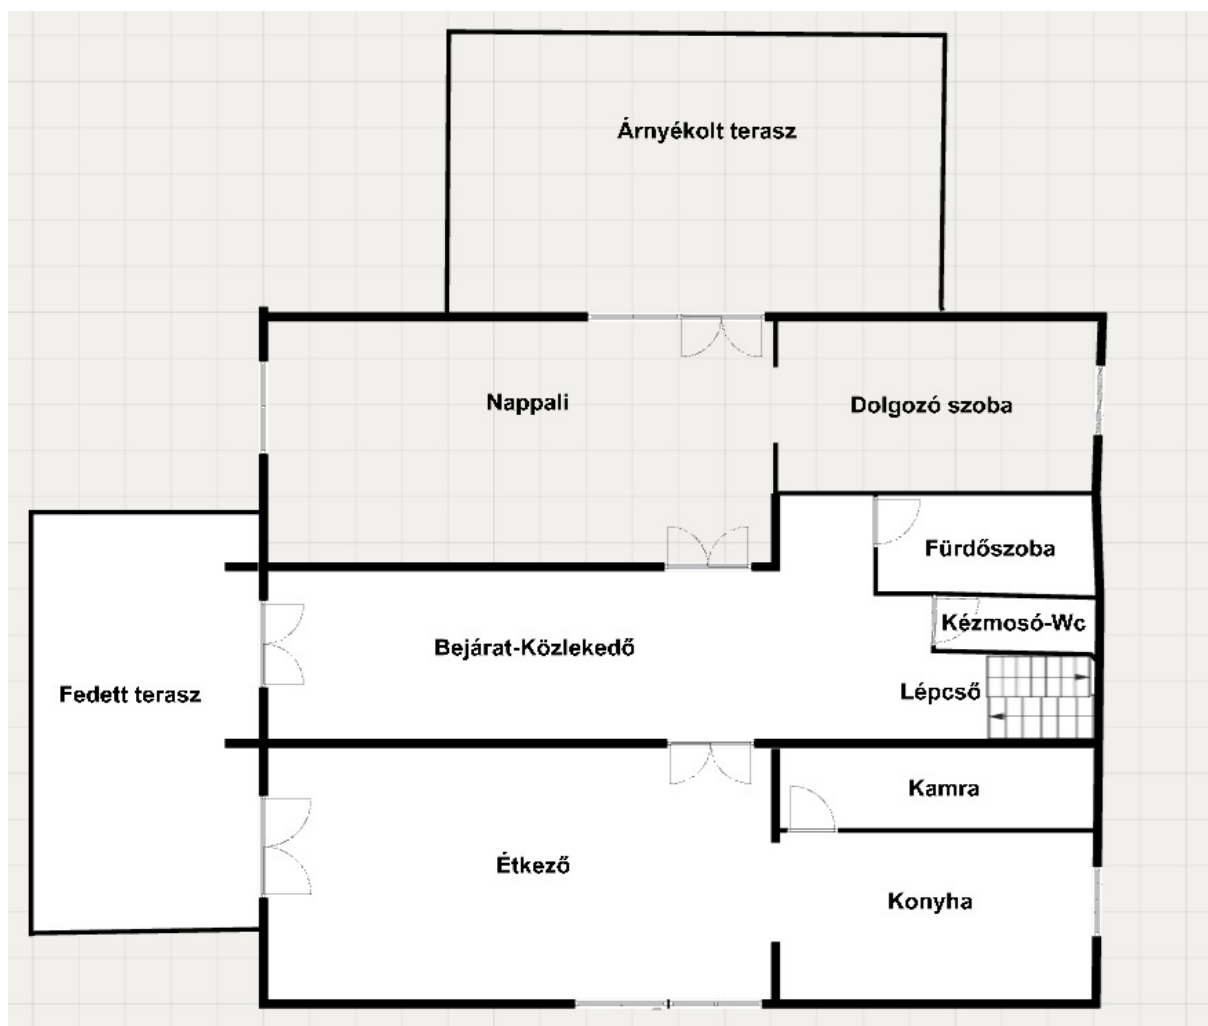 Árnyékolt terasz
Nappali
Dolgozó szoba
Fürdőszoba
Kézmosó-Wc
Bejárat-Közlekedő
Lépcső
Fedett terasz
Kamra
Étkező
Konyha